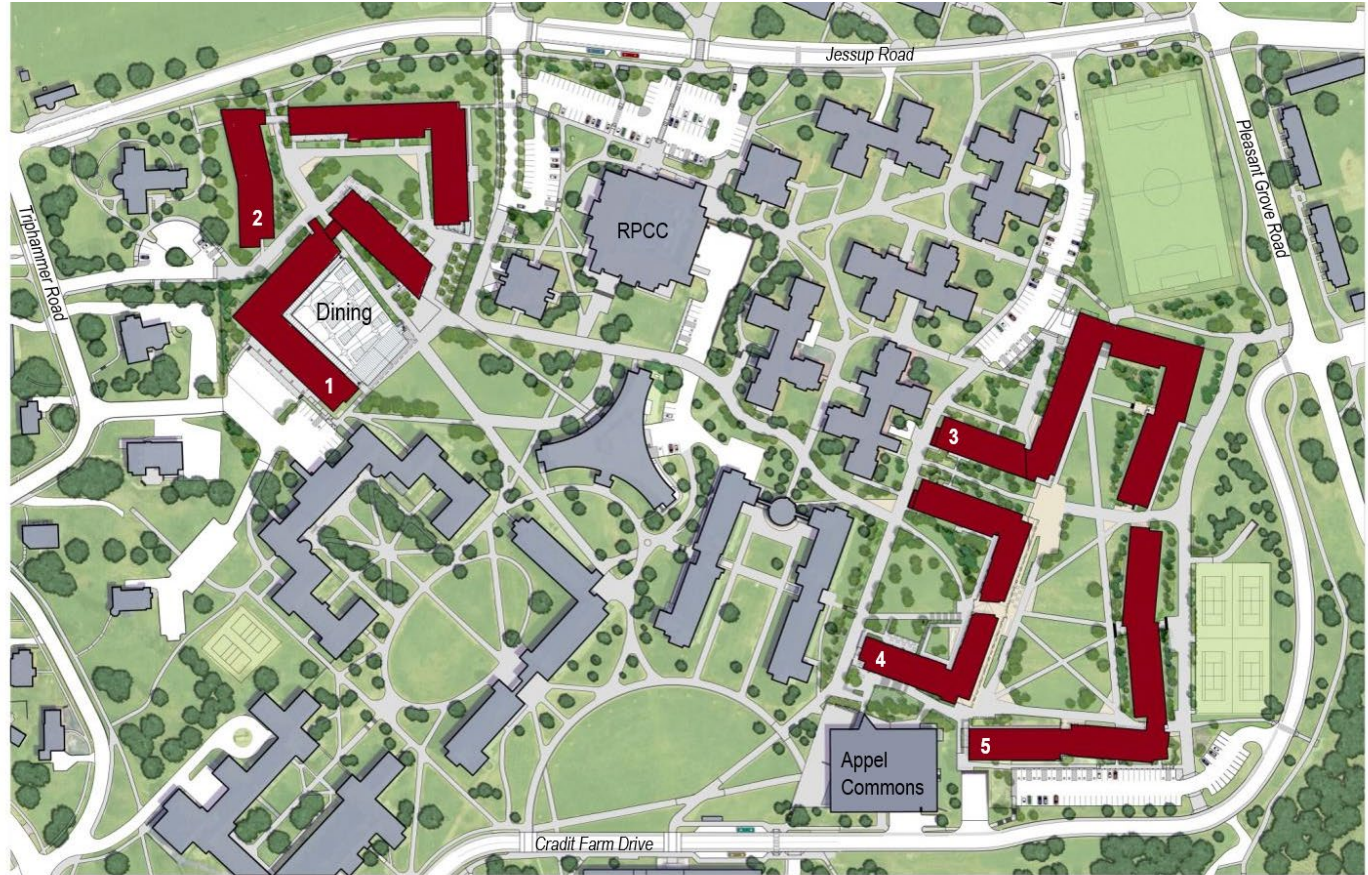 Jessup Road
Pleasant Grove Road
Triphammer Road
2
RPCC
Dining
1
3
4
5
Appel
Commons
Cradit Farm Drive